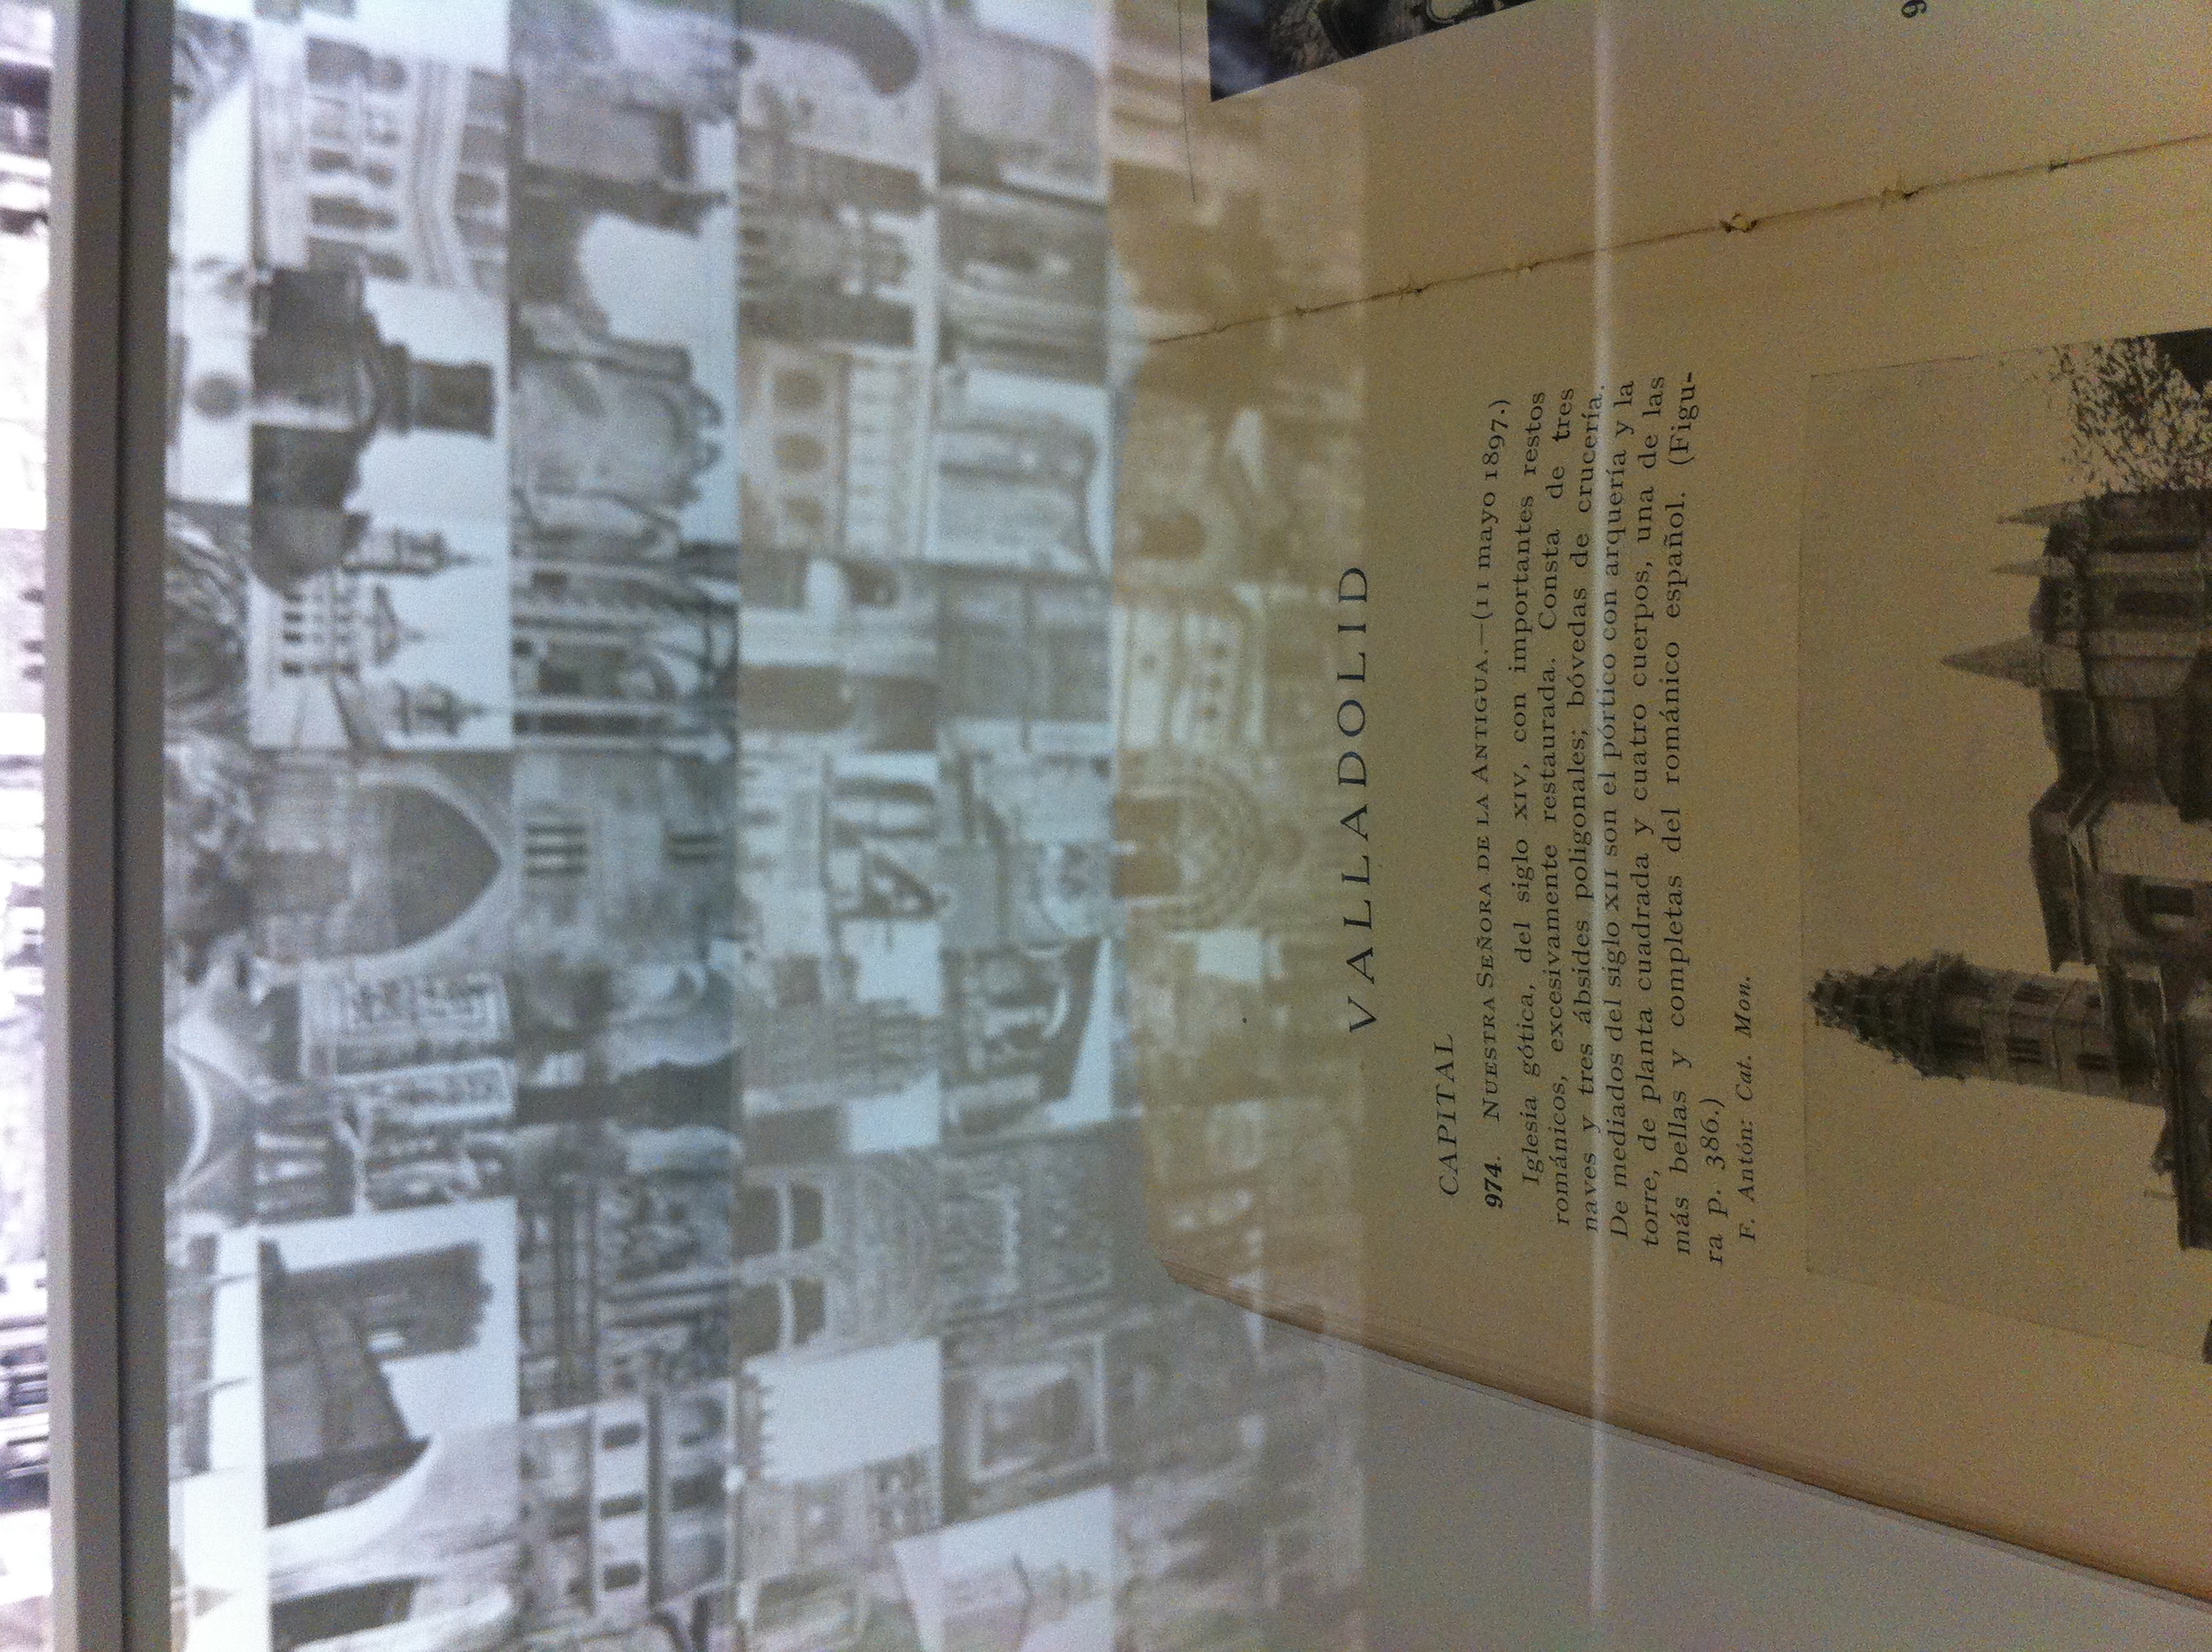 VALLADOLID
CAPITAL
974. NUESTRA SEÑORA DE LA ANTIGUA.—(11 mayo 1897.)
Iglesia gótica, del siglo XIV, con importantes restos
románicos, excesivamente restaurada. Consta de tres
naves y tres ábsides poligonales; bóvedas de crucería.
De mediados del siglo XII son el pórtico con arquería y la
torre, de planta cuadrada y cuatro cuerpos, una de las
más bellas y completas del románico español. (Figu-
ra p. 386.)
F. Antón: Cat. Mon.
9